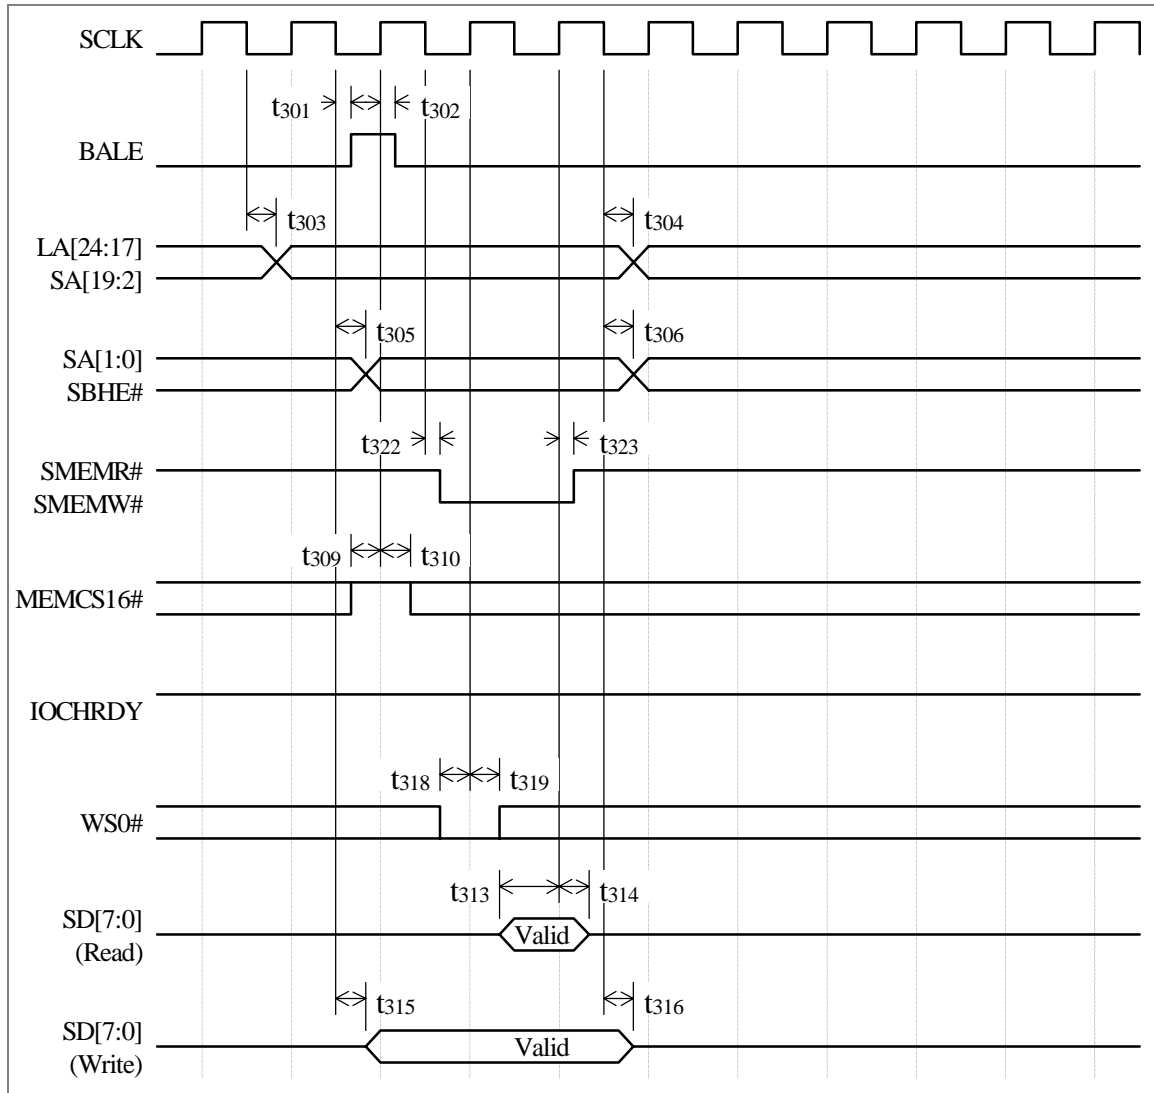 SCLK
t301 t302
BALE
t303 t304
LA[24:17]
SA[19:2]
t305 t306
SA[1:0]
SBHE#
t322 t323
SMEMR#
SMEMW#
t309 t310
MEMCS16#
IOCHRDY
t318 t319
WS0#
t313 t314
SD[7:0]
(Read)
Valid
t315 t316
SD[7:0]
(Write)
Valid